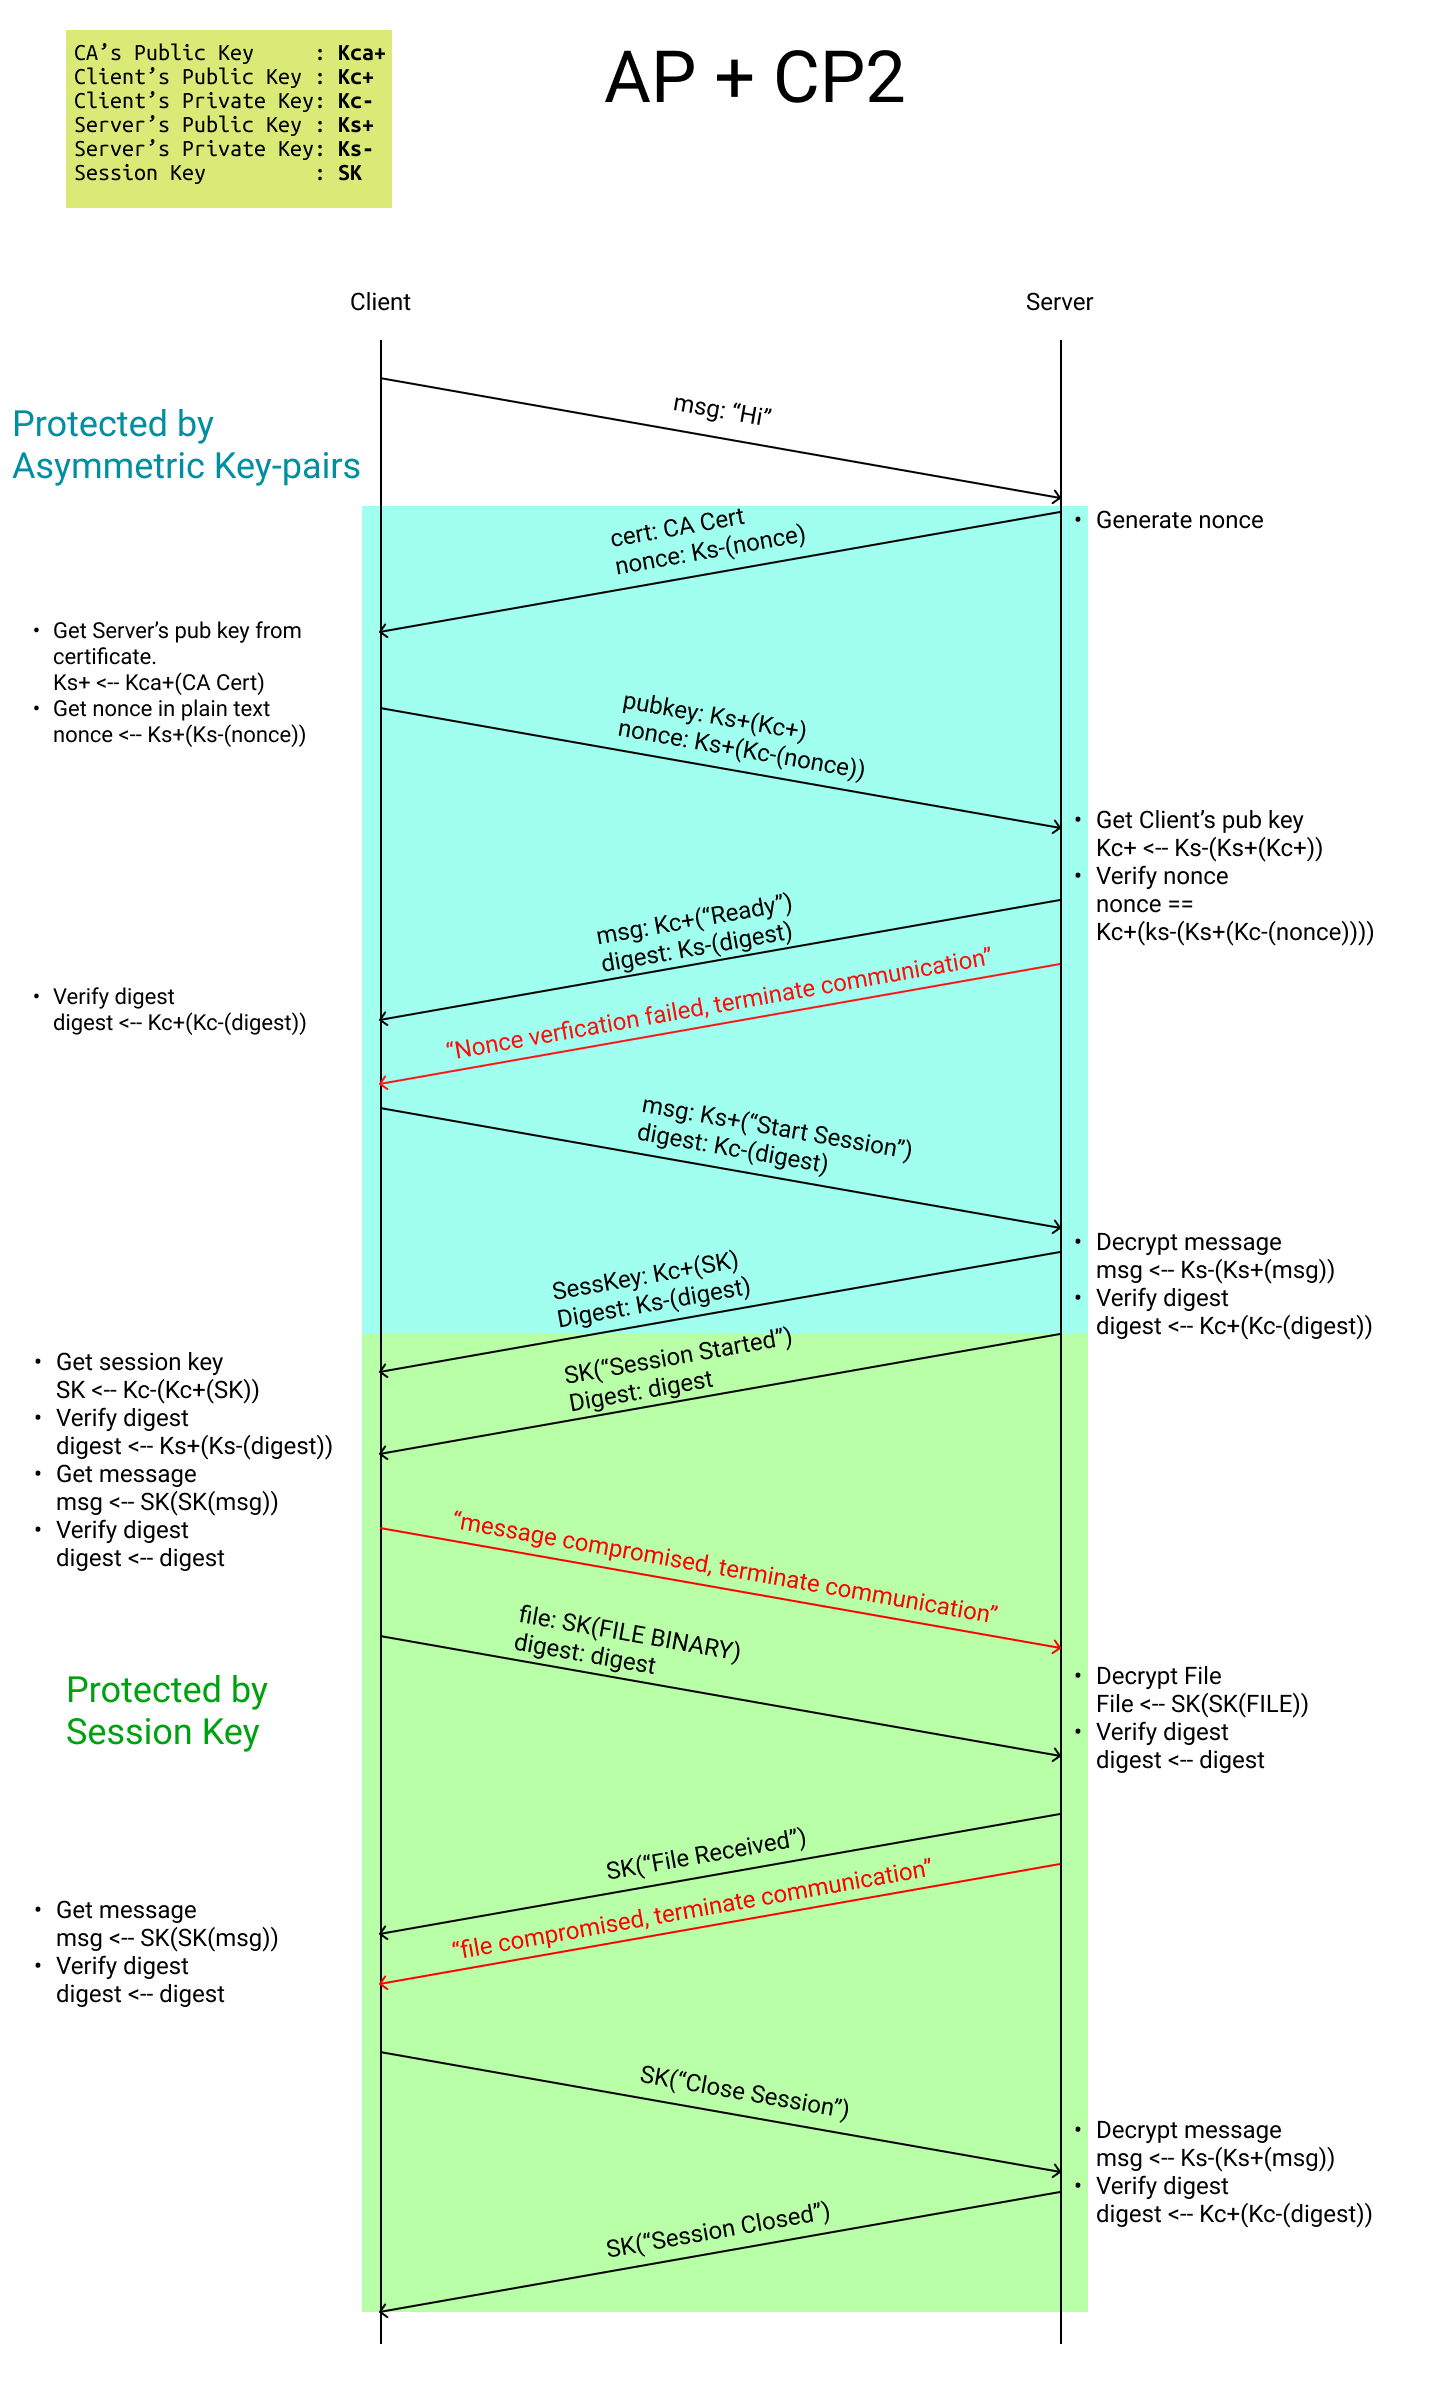 CA’s Public Key     : Kca+
Client’s Public Key : Kc+
Client’s Private Key: Kc-
Server’s Public Key : Ks+
Server’s Private Key: Ks-
Session Key         : SK
AP + CP2
Client
Server
msg: “Hi”
Protected by
Asymmetric Key-pairs
• Generate nonce
cert: CA Cert
nonce: Ks-(nonce)
• Get Server’s pub key from
certificate.
Ks+ <-- Kca+(CA Cert)
• Get nonce in plain text
nonce <-- Ks+(Ks-(nonce))
pubkey: Ks+(Kc+)
nonce: Ks+(Kc-(nonce))
• Get Client’s pub key
Kc+ <-- Ks-(Ks+(Kc+))
• Verify nonce
nonce ==
Kc+(ks-(Ks+(Kc-(nonce))))
msg: Kc+(“Ready”)
digest: Ks-(digest)
“Nonce verfication failed, terminate communication”
• Verify digest
digest <-- Kc+(Kc-(digest))
msg: Ks+(“Start Session”)
digest: Kc-(digest)
• Decrypt message
msg <-- Ks-(Ks+(msg))
• Verify digest
digest <-- Kc+(Kc-(digest))
SessKey: Kc+(SK)
Digest: Ks-(digest)
SK(“Session Started”)
Digest: digest
• Get session key
SK <-- Kc-(Kc+(SK))
• Verify digest
digest <-- Ks+(Ks-(digest))
• Get message
msg <-- SK(SK(msg))
• Verify digest
digest <-- digest
“message compromised, terminate communication”
file: SK(FILE BINARY)
digest: digest
Protected by
Session Key
• Decrypt File
File <-- SK(SK(FILE))
• Verify digest
digest <-- digest
SK(“File Received”)
“file compromised, terminate communication”
• Get message
msg <-- SK(SK(msg))
• Verify digest
digest <-- digest
SK(“Close Session”)
• Decrypt message
msg <-- Ks-(Ks+(msg))
• Verify digest
digest <-- Kc+(Kc-(digest))
SK(“Session Closed”)